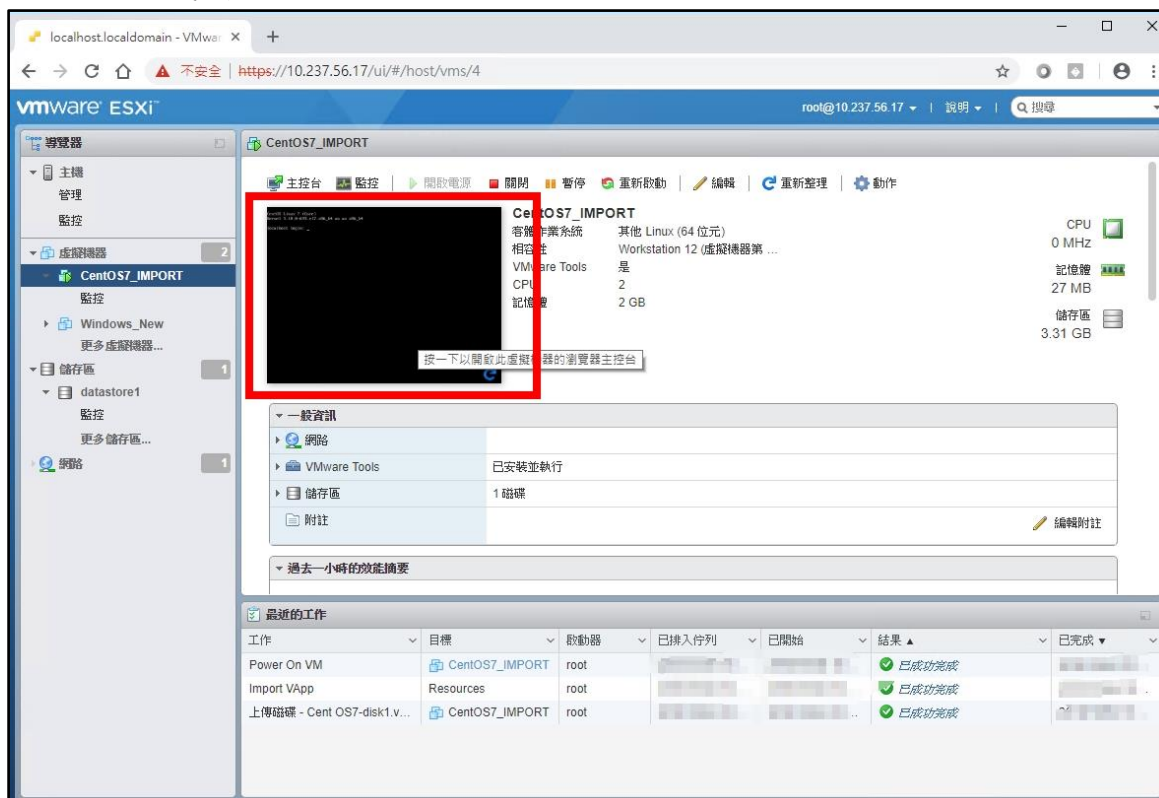 localhost.localdomain - VMwa
不安全 | https://10.237.56.17/ui/#/host/vms/4
vmware ESXi™
root@10.237.56.17 | 說明 | 搜尋
導覽器
CentOS7_IMPORT
主機
管理
監控
虛擬機器 2
CentOS7_IMPORT
監控
Windows_New
更多虛擬機器...
儲存區 1
datastore1
監控
更多儲存區...
網路 1
主控台 監控 | 開啟電源 關閉 暫停 重新啟動 | 編輯 | 重新整理 | 動作
CentOS7_IMPORT
客體作業系統 其他 Linux (64 位元)
相容性 Workstation 12 (虛擬機器第 ...
VMware Tools 是
CPU 2
記憶體 2 GB
CPU
0 MHz
記憶體
27 MB
儲存區
3.31 GB
按一下以開啟此虛擬機器的瀏覽器主控台
一般資訊
網路
VMware Tools 已安裝並執行
儲存區 1 磁碟
附註 編輯附註
過去一小時的效能摘要
最近的工作
工作 目標 啟動器 已排入佇列 已開始 結果 ▲ 已完成 ▼
Power On VM CentOS7_IMPORT root 已成功完成
Import VApp Resources root 已成功完成
上傳磁碟 - Cent OS7-disk1.v... CentOS7_IMPORT root 已成功完成